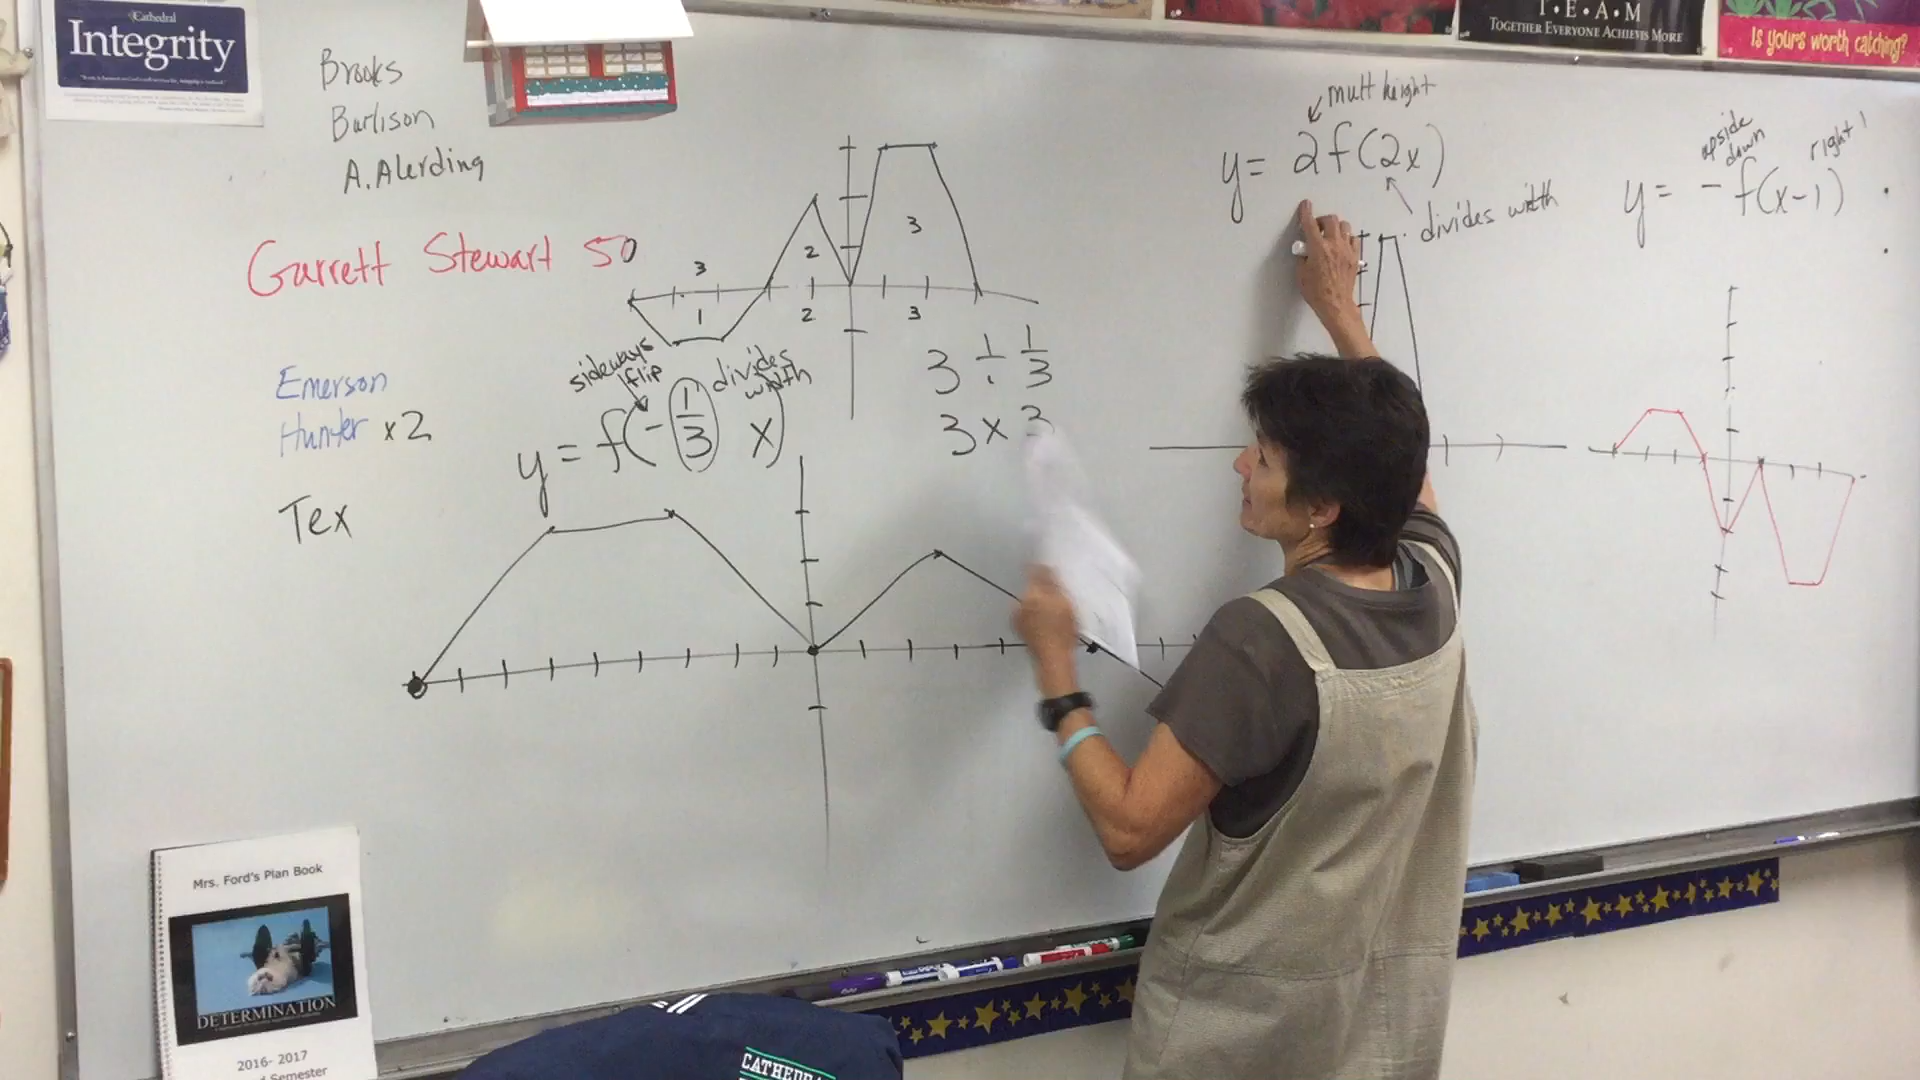 Cathedral
Integrity
T•E•A•M
TOGETHER EVERYONE ACHIEVES MORE
Is yours worth catching?
Brooks
Burlison
A. Alerding
Garrett Stewart 50
Emerson
Hunter x2
Tex
3
2
3
1
2
3
sideways
flip
divides
width
y = f(-1/3 x)
3 ÷ 1/3
3 x 3
mult height
y = 2f(2x)
divides width
upside
down
right 1
y = -f(x-1)
Mrs. Ford's Plan Book
DETERMINATION
2016-2017
Semester
CATHEDRA